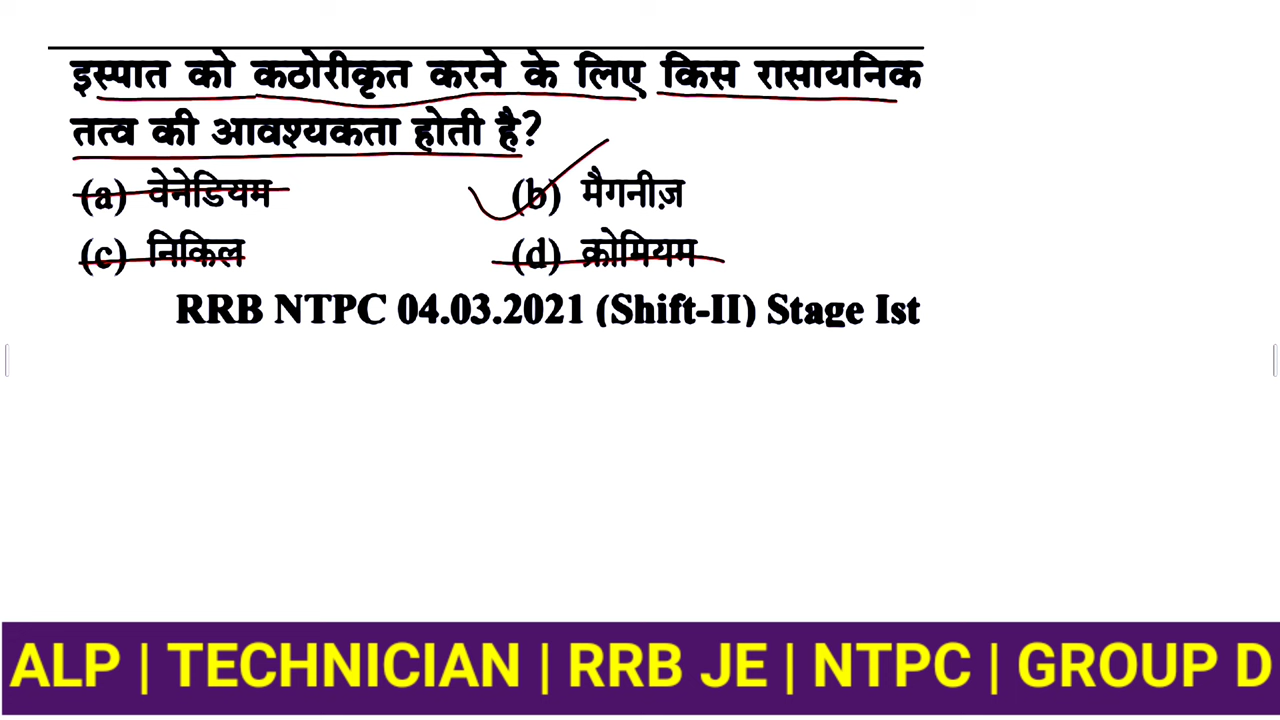 इस्पात को कठोरीकृत करने के लिए किस रासायनिक
तत्व की आवश्यकता होती है?
(a) वेनेडियम (b) मैगनीज़
(c) निकिल (d) क्रोमियम
RRB NTPC 04.03.2021 (Shift-II) Stage Ist
ALP | TECHNICIAN | RRB JE | NTPC | GROUP D